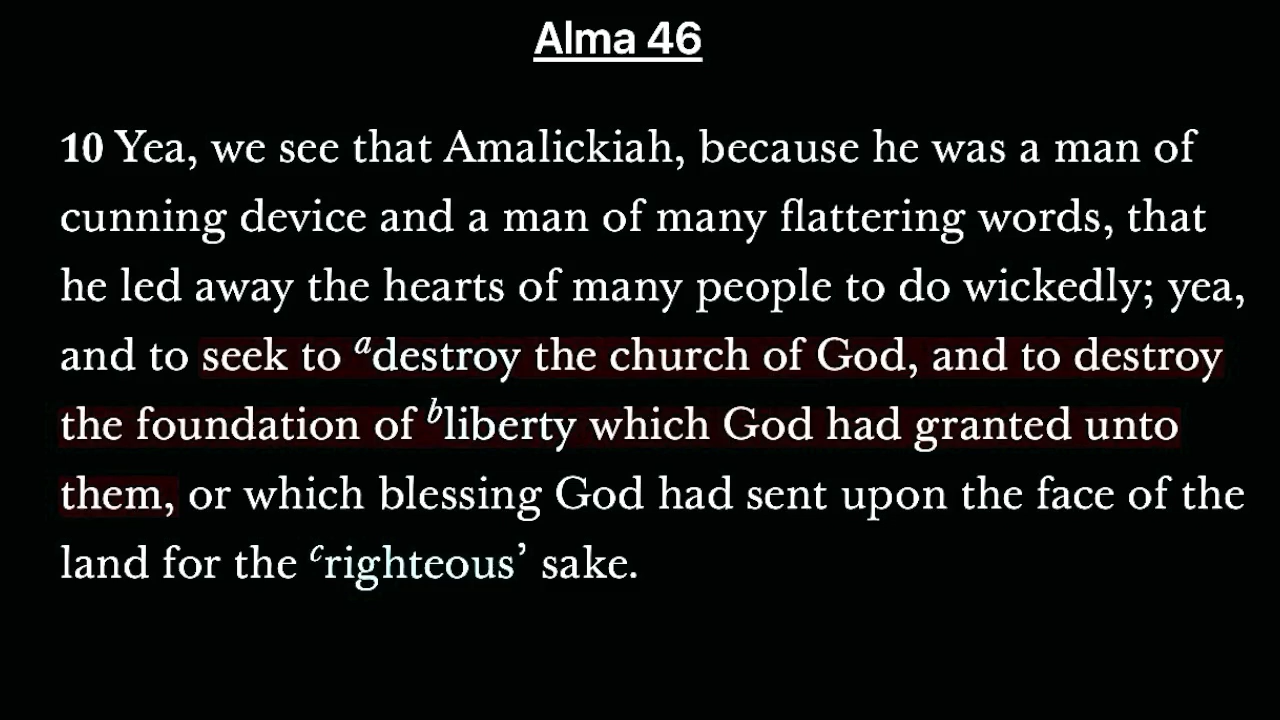 Alma 46
10 Yea, we see that Amalickiah, because he was a man of
cunning device and a man of many flattering words, that
he led away the hearts of many people to do wickedly; yea,
and to seek to ᵃdestroy the church of God, and to destroy
the foundation of ᵇliberty which God had granted unto
them, or which blessing God had sent upon the face of the
land for the ᶜrighteous’ sake.